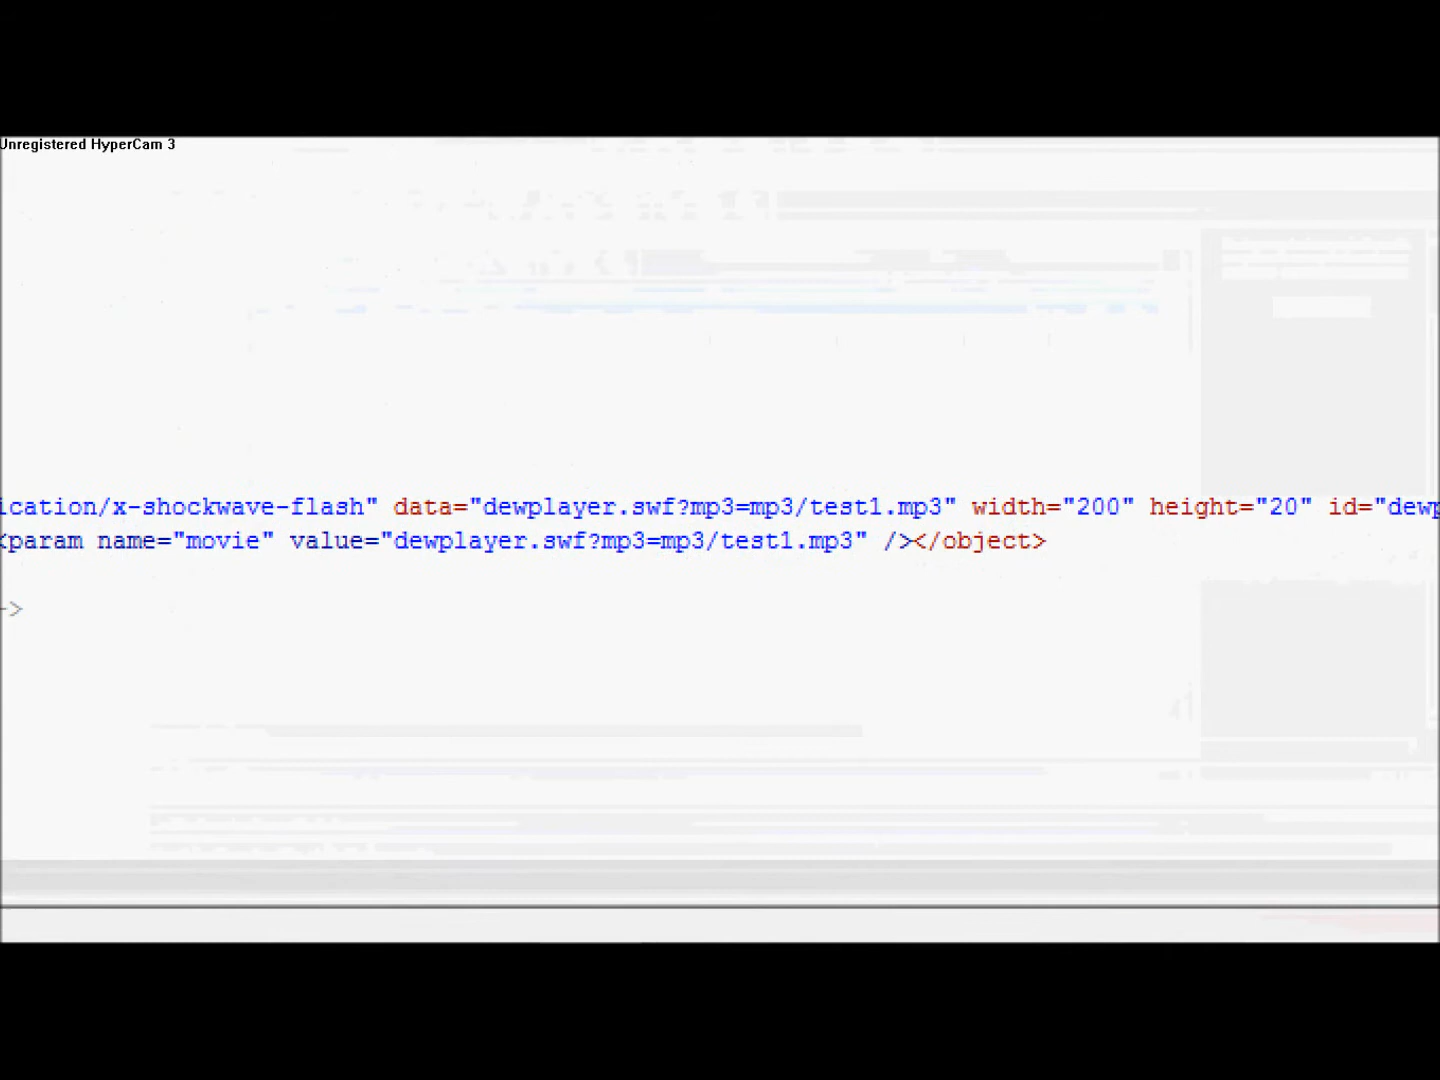 Unregistered HyperCam 3
ication/x-shockwave-flash" data="dewplayer.swf?mp3=mp3/test1.mp3" width="200" height="20" id="dewp
<param name="movie" value="dewplayer.swf?mp3=mp3/test1.mp3" /></object>
->